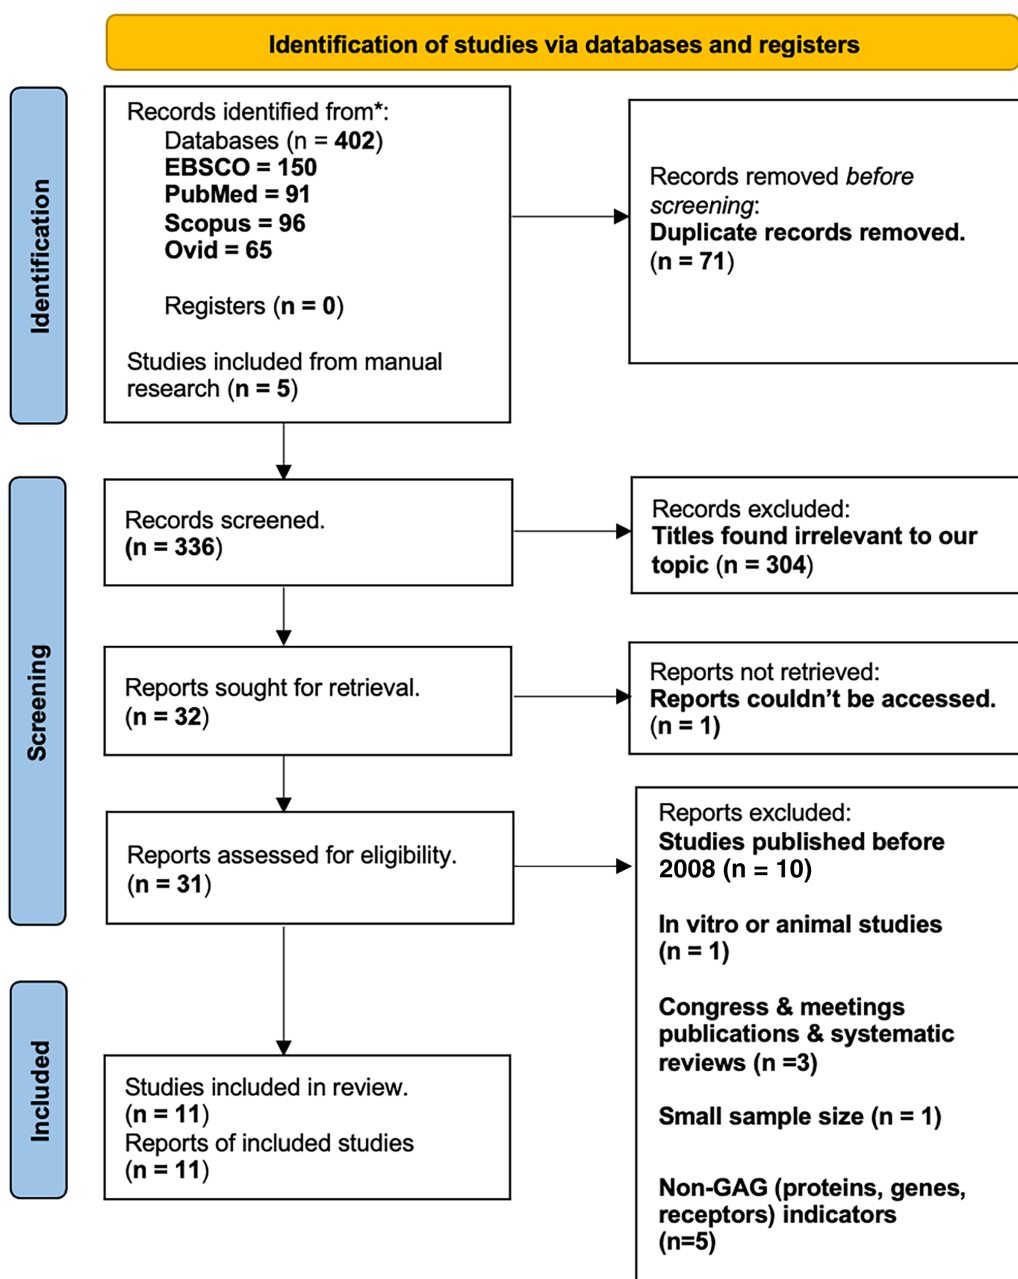 Identification of studies via databases and registers
Identification
Records identified from*:
Databases (n = 402)
EBSCO = 150
PubMed = 91
Scopus = 96
Ovid = 65
Registers (n = 0)
Studies included from manual
research (n = 5)
Records removed before
screening:
Duplicate records removed.
(n = 71)
Screening
Records screened.
(n = 336)
Records excluded:
Titles found irrelevant to our
topic (n = 304)
Reports sought for retrieval.
(n = 32)
Reports not retrieved:
Reports couldn’t be accessed.
(n = 1)
Reports assessed for eligibility.
(n = 31)
Reports excluded:
Studies published before
2008 (n = 10)
In vitro or animal studies
(n = 1)
Congress & meetings
publications & systematic
reviews (n =3)
Small sample size (n = 1)
Non-GAG (proteins, genes,
receptors) indicators
(n=5)
Included
Studies included in review.
(n = 11)
Reports of included studies
(n = 11)